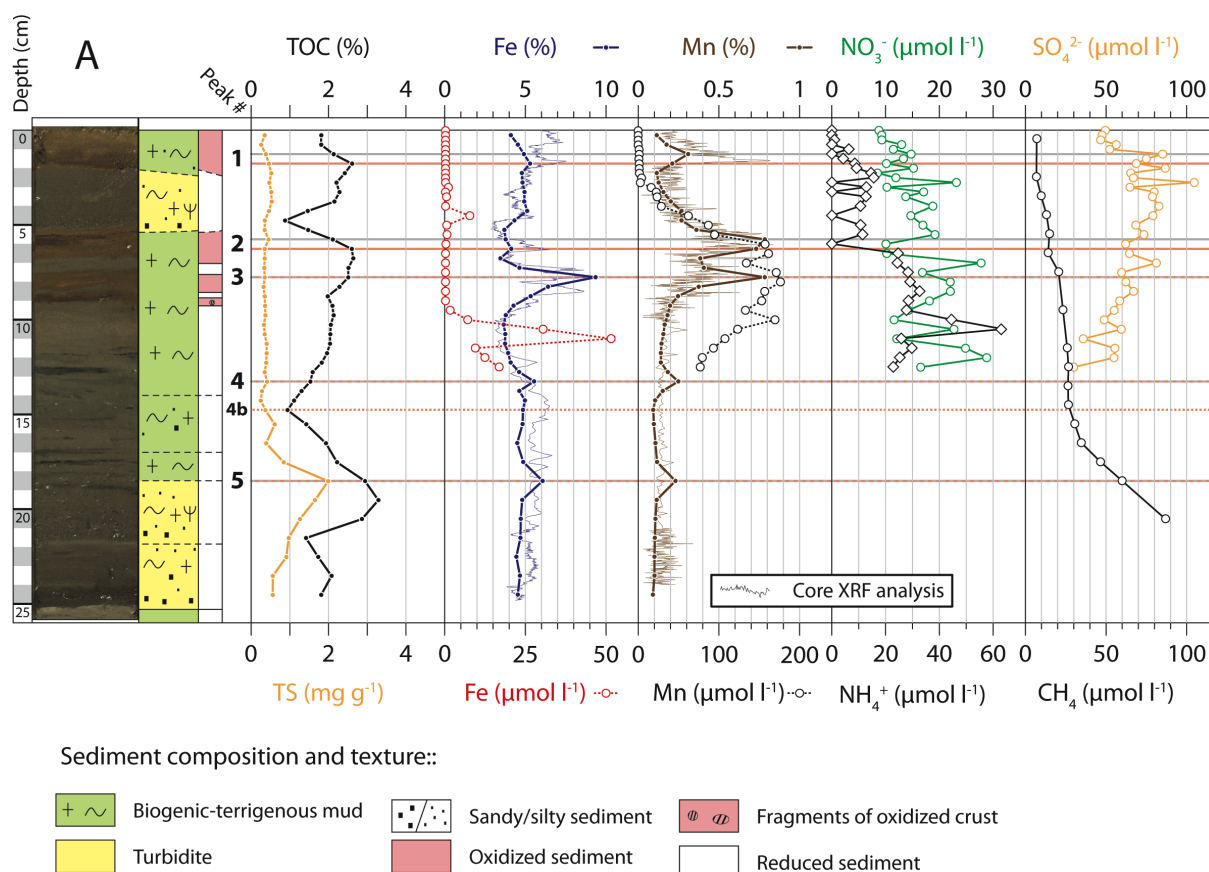 A
Depth (cm)
Peak #
TOC (%)
Fe (%)
Mn (%)
NO₃⁻ (µmol l⁻¹)
SO₄²⁻ (µmol l⁻¹)
0 2 4
0 5 10
0 0.5 1
0 10 20 30
0 50 100
0
1
5
2
3
10
4
15
4b
5
20
25
Core XRF analysis
0 2 4
0 25 50
0 100 200
0 20 40 60
0 50 100
TS (mg g⁻¹)
Fe (µmol l⁻¹)
Mn (µmol l⁻¹)
NH₄⁺ (µmol l⁻¹)
CH₄ (µmol l⁻¹)
Sediment composition and texture::
Biogenic-terrigenous mud
Sandy/silty sediment
Fragments of oxidized crust
Turbidite
Oxidized sediment
Reduced sediment